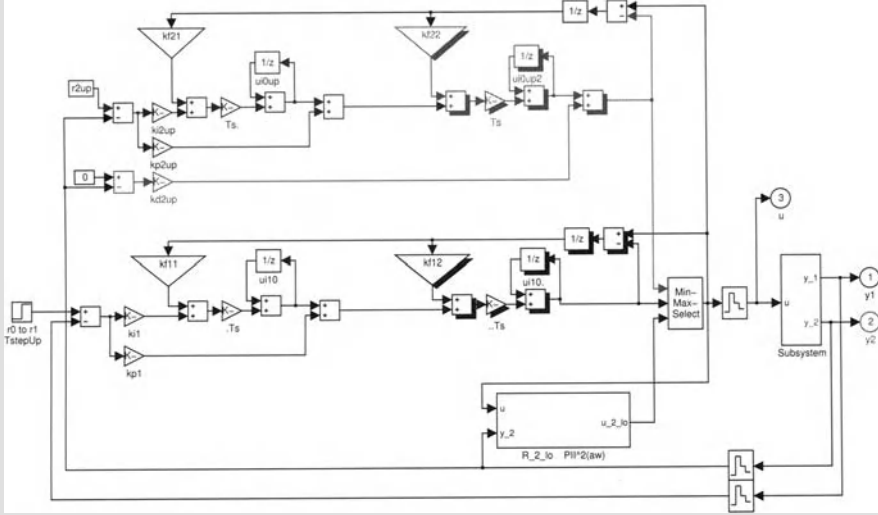 1/z
+
−
kf21
kf22
1/z
ui0up
1/z
ui0up2
r2up
+
−
K−
ki2up
+
+
K−
Ts.
+
+
+
+
+
+
K−
Ts
+
+
+
+
K−
kp2up
0
+
−
K−
kd2up
3
u
1/z
+
−
kf11
kf12
1/z
ui10
1/z
ui10.
Min−
Max−
Select
u
y_1
y_2
Subsystem
1
y1
2
y2
r0 to r1
TstepUp
+
−
K−
ki1
+
+
K−
.Ts
+
+
+
+
+
+
K−
..Ts
+
+
K−
kp1
u
y_2
u_2_lo
R_2_lo PII^2(aw)